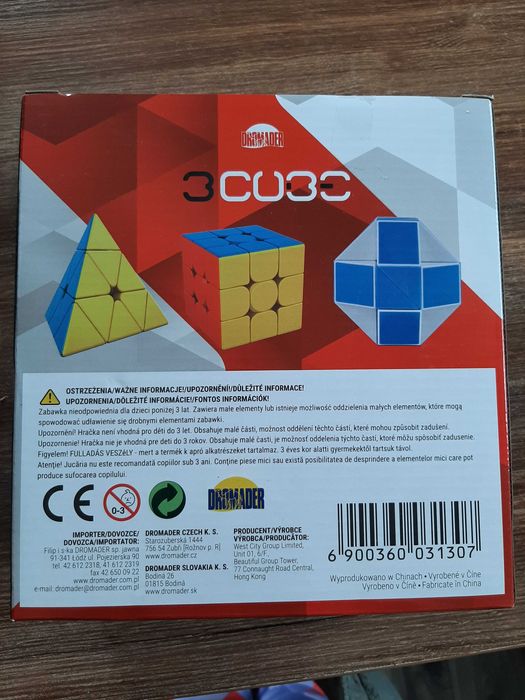 DROMADER
3CUBE
OSTRZEŻENIA/WAŻNE INFORMACJE!/UPOZORNĚNÍ/DŮLEŽITÉ INFORMACE!
UPOZORNENIA/DÔLEŽITÉ INFORMÁCIE!/FONTOS INFORMÁCIÓK!
Zabawka nieodpowiednia dla dzieci poniżej 3 lat. Zawiera małe elementy lub istnieje możliwość oddzielenia małych elementów, które mogą
spowodować udławienie się drobnymi elementami zabawki.
Upozornění! Hračka není vhodná pro děti do 3 let. Obsahuje malé části, možnost oddělení těchto částí, které mohou způsobit zadušení.
Upozornenie! Hračka nie je vhodná pre deti do 3 rokov. Obsahuje malé časti, je možnosť oddelenia týchto častí, ktoré môžu spôsobiť zadusenie.
Figyelem! FULLADÁS VESZÉLY - mert a termék k apró alkatrészeket tartalmaz. 3 éves kor alatti gyermekektől tartsuk távol.
Atenţie! Jucăria nu este recomandată copiilor sub 3 ani. Conţine piese mici sau există posibilitatea de desprindere a elementelor mici care pot
produce sufocarea copilului.
CE
0-3
DROMADER
IMPORTER/DOVOZCE/
DOVOZCA/IMPORTATOR:
Filip i s-ka DROMADER sp. jawna
91-341 Łódź ul. Pojezierska 90
tel. 42 612 2318, 41 612 2319
fax 42 650 09 22
www.dromader.com.pl
e-mail: dromader@dromader.com.pl
DROMADER CZECH K. S.
Starozuberská 1444
756 54 Zubří [Rožnov p. R]
www.dromader.cz
DROMADER SLOVAKIA K. S.
Bodina 26
01815 Bodiná
www.dromader.sk
PRODUCENT/VÝROBCE
VÝROBCA/PRODUCĂTOR:
West City Group Limited,
Unit 01, 6/F,
Beautiful Group Tower,
77 Connaught Road Central,
Hong Kong
6 900360 031307
Wyprodukowano w Chinach • Vyrobené v Číne
Vyrobeno v Číně • Fabricate in China